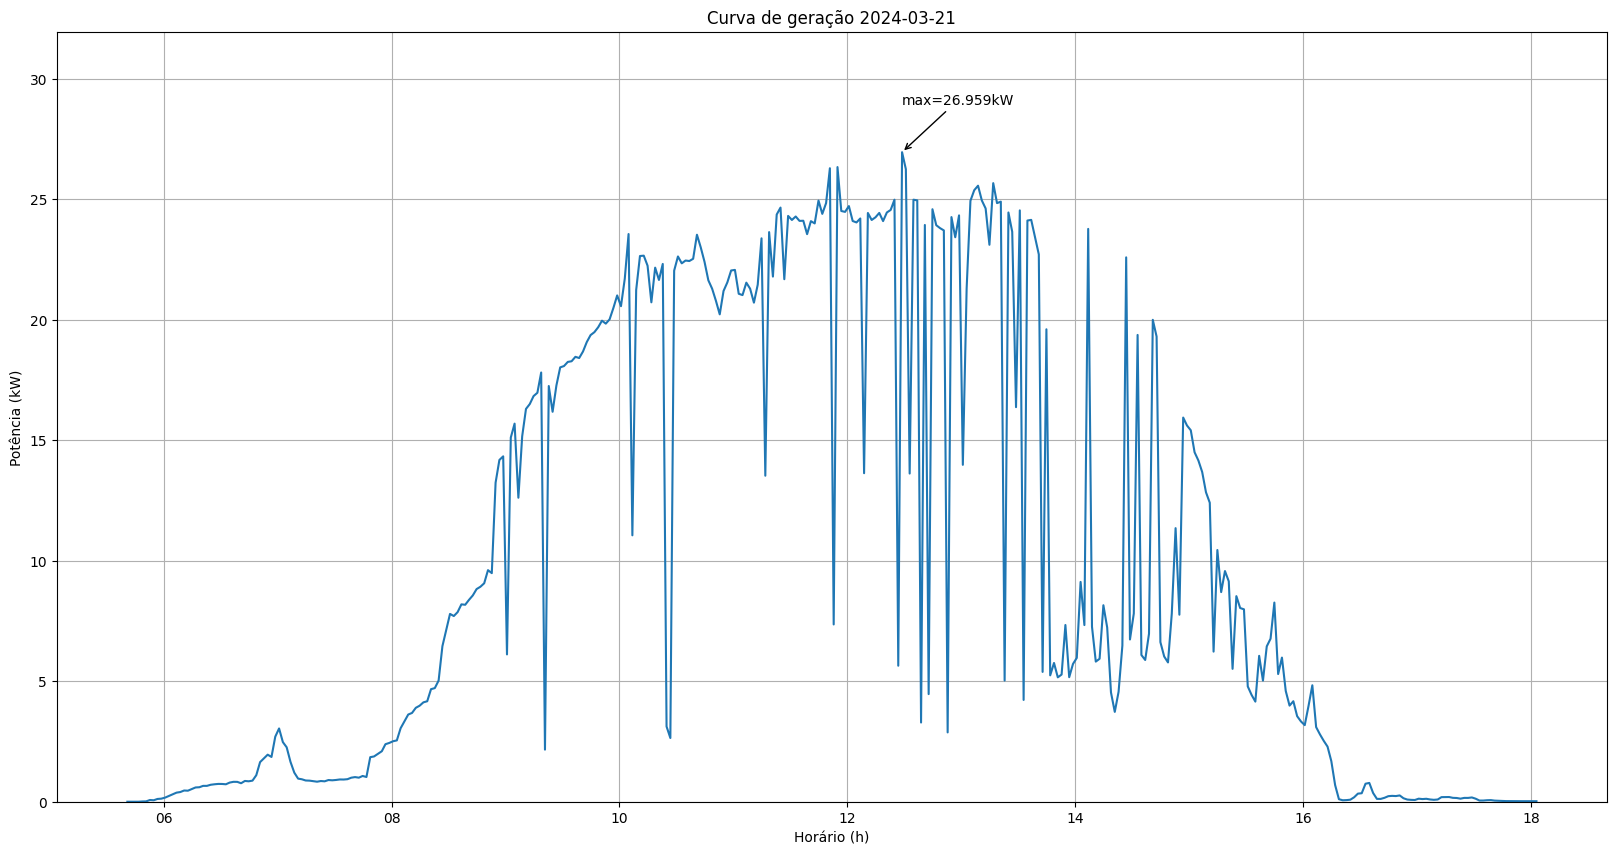 Curva de geração 2024-03-21
30
25
20
15
10
5
0
Potência (kW)
max=26.959kW
06 08 10 12 14 16 18
Horário (h)